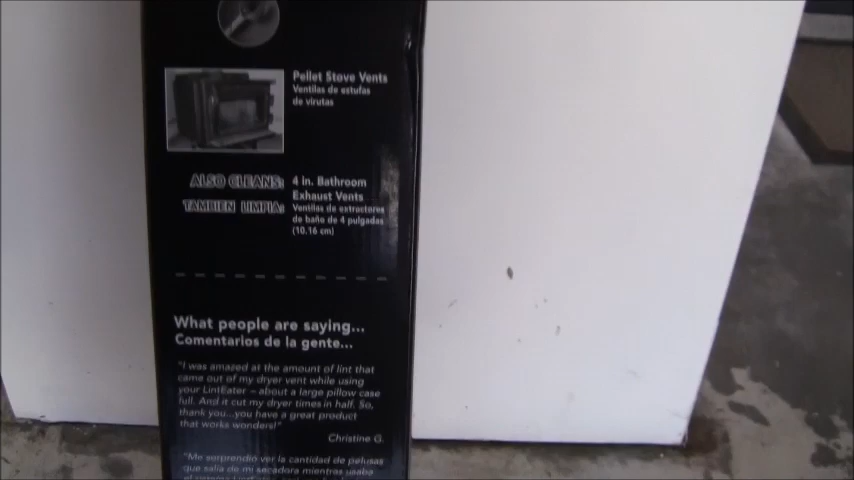 Pellet Stove Vents
Ventilas de estufas
de virutas
ALSO CLEANS: 4 in. Bathroom
Exhaust Vents
TAMBIEN LIMPIA: Ventilas de extractores
de baño de 4 pulgadas
(10.16 cm)
What people are saying...
Comentarios de la gente...
"I was amazed at the amount of lint that
came out of my dryer vent while using
your LintEater – about a large pillow case
full. And it cut my dryer times in half. So,
thank you...you have a great product
that works wonders!"
Christine G.
"Me sorprendió ver la cantidad de pelusas
que salía de mi secadora mientras usaba